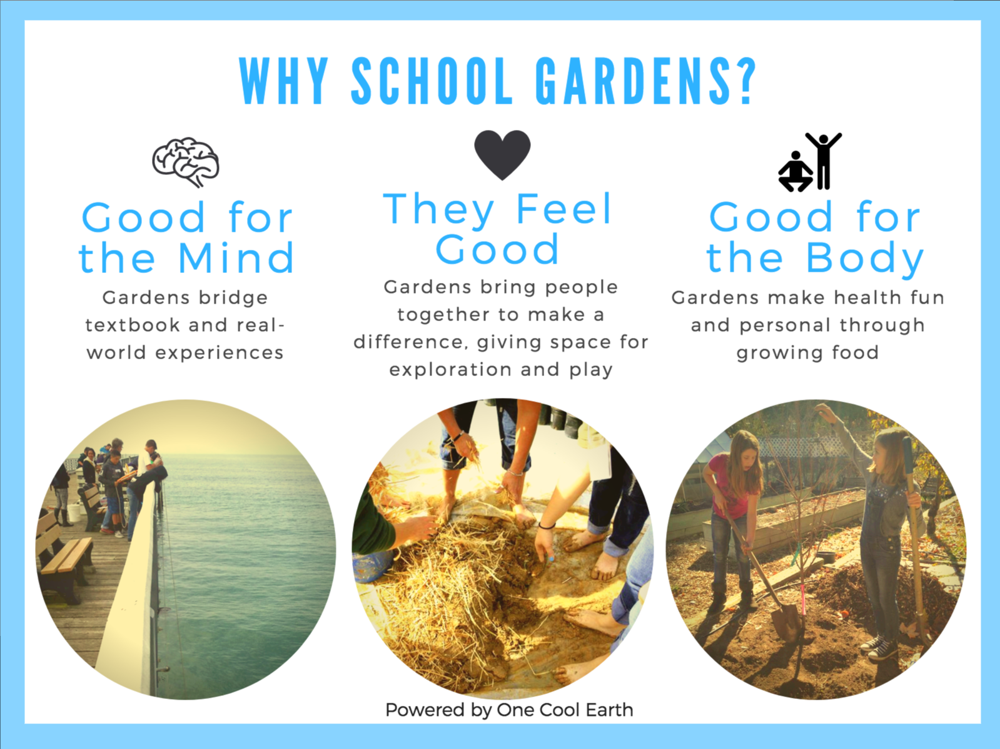 WHY SCHOOL GARDENS?
Good for
the Mind
Gardens bridge
textbook and real-
world experiences
They Feel
Good
Gardens bring people
together to make a
difference, giving space for
exploration and play
Good for
the Body
Gardens make health fun
and personal through
growing food
Powered by One Cool Earth